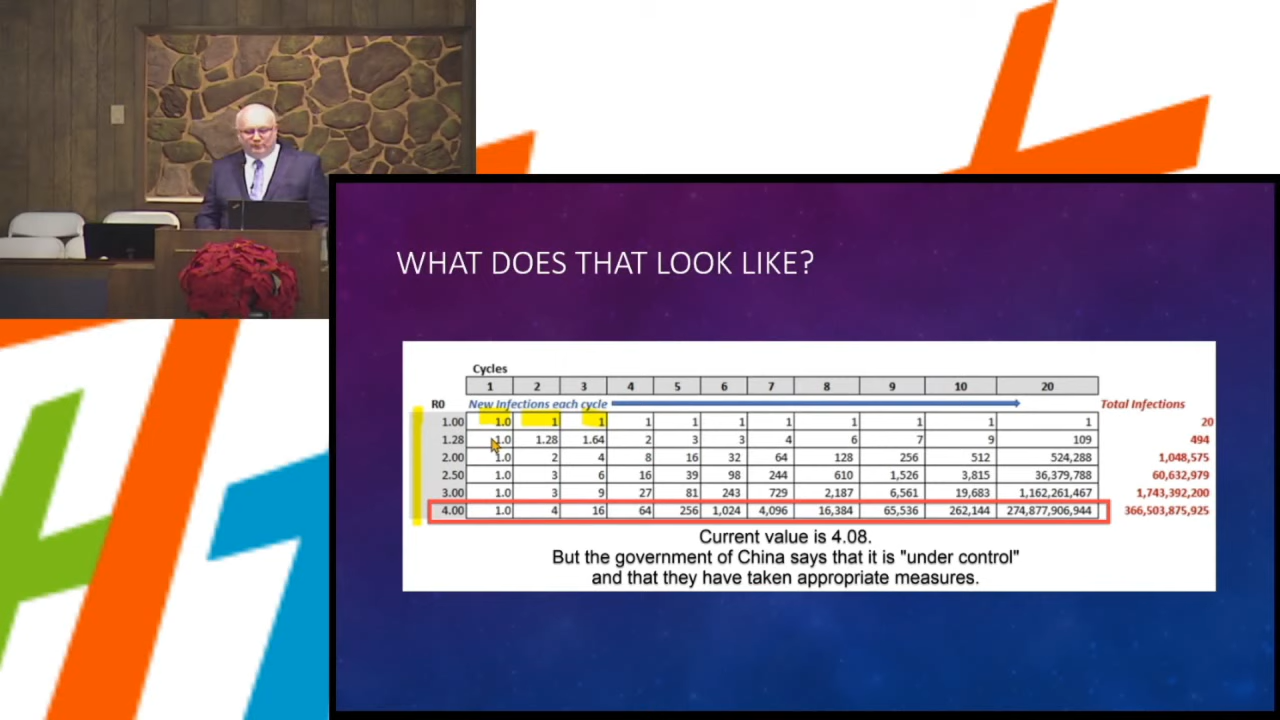 WHAT DOES THAT LOOK LIKE?
Cycles
1 2 3 4 5 6 7 8 9 10 20
R0 New Infections each cycle Total Infections
1.00 1.0 1 1 1 1 1 1 1 1 1 1 20
1.28 1.0 1.28 1.64 2 3 3 4 6 7 9 109 494
2.00 1.0 2 4 8 16 32 64 128 256 512 524,288 1,048,575
2.50 1.0 3 6 16 39 98 244 610 1,526 3,815 36,379,788 60,632,979
3.00 1.0 3 9 27 81 243 729 2,187 6,561 19,683 1,162,261,467 1,743,392,200
4.00 1.0 4 16 64 256 1,024 4,096 16,384 65,536 262,144 274,877,906,944 366,503,875,925
Current value is 4.08.
But the government of China says that it is "under control"
and that they have taken appropriate measures.